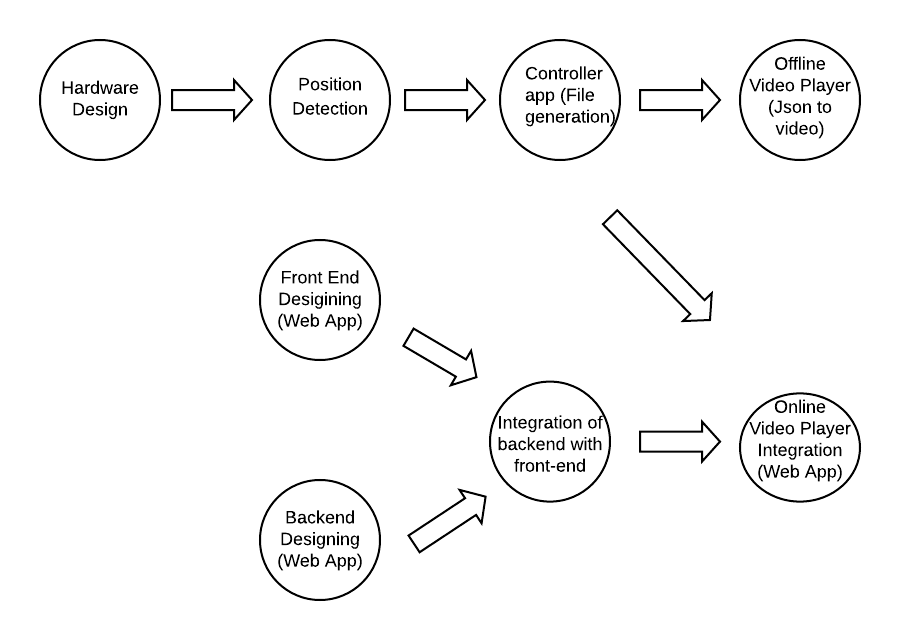 Hardware
Design
Position
Detection
Controller
app (File
generation)
Offline
Video Player
(Json to
video)
Front End
Desigining
(Web App)
Integration of
backend with
front-end
Online
Video Player
Integration
(Web App)
Backend
Designing
(Web App)